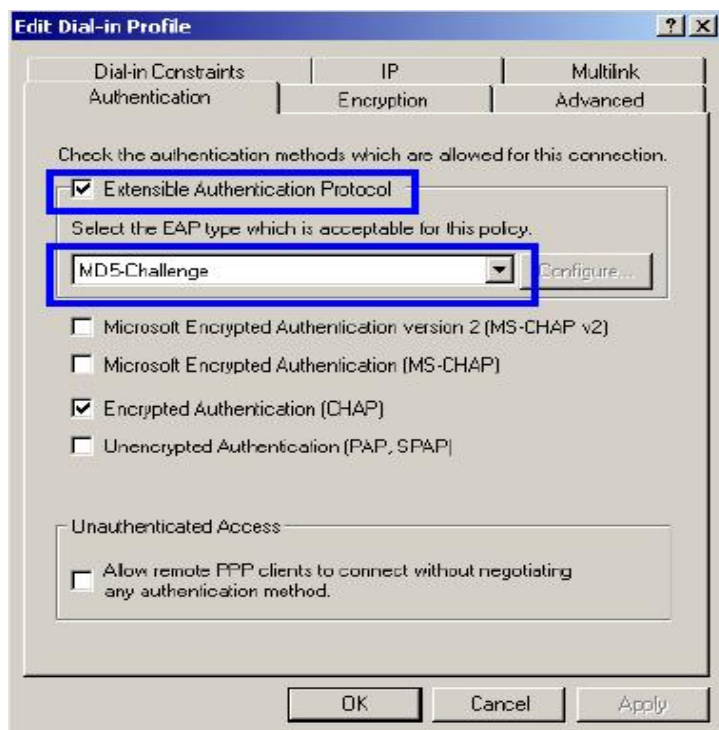 Edit Dial-in Profile
Dial-in Constraints
IP
Multilink
Authentication
Encryption
Advanced
Check the authentication methods which are allowed for this connection.
Extensible Authentication Protocol
Select the EAP type which is acceptable for this policy.
MD5-Challenge
Configure...
Microsoft Encrypted Authentication version 2 (MS-CHAP v2)
Microsoft Encrypted Authentication (MS-CHAP)
Encrypted Authentication (CHAP)
Unencrypted Authentication (PAP, SPAP)
Unauthenticated Access
Allow remote PPP clients to connect without negotiating
any authentication method.
OK
Cancel
Apply